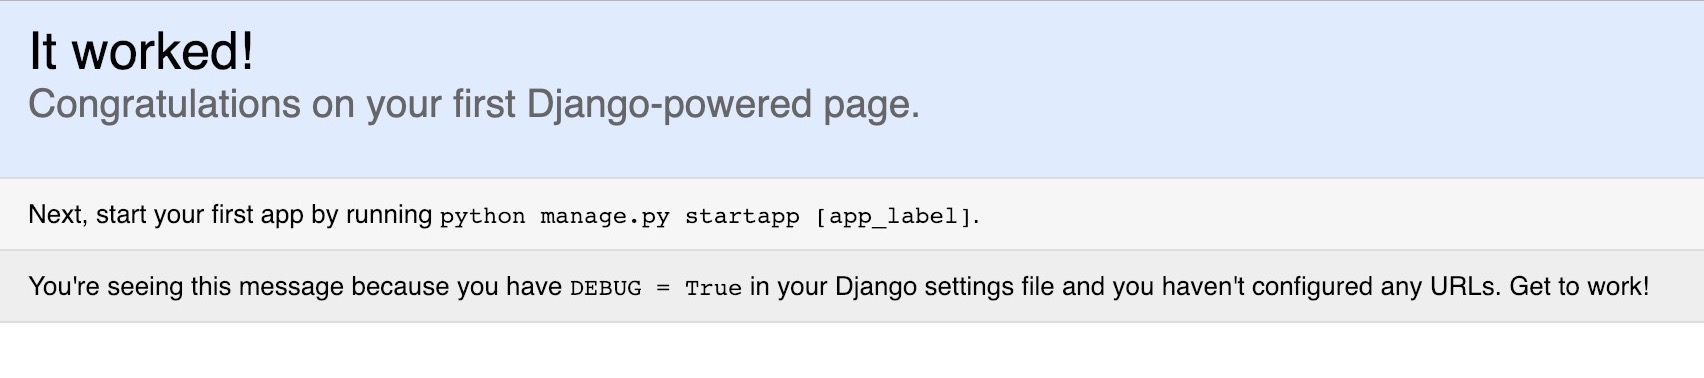 It worked!
Congratulations on your first Django-powered page.
Next, start your first app by running python manage.py startapp [app_label].
You're seeing this message because you have DEBUG = True in your Django settings file and you haven't configured any URLs. Get to work!